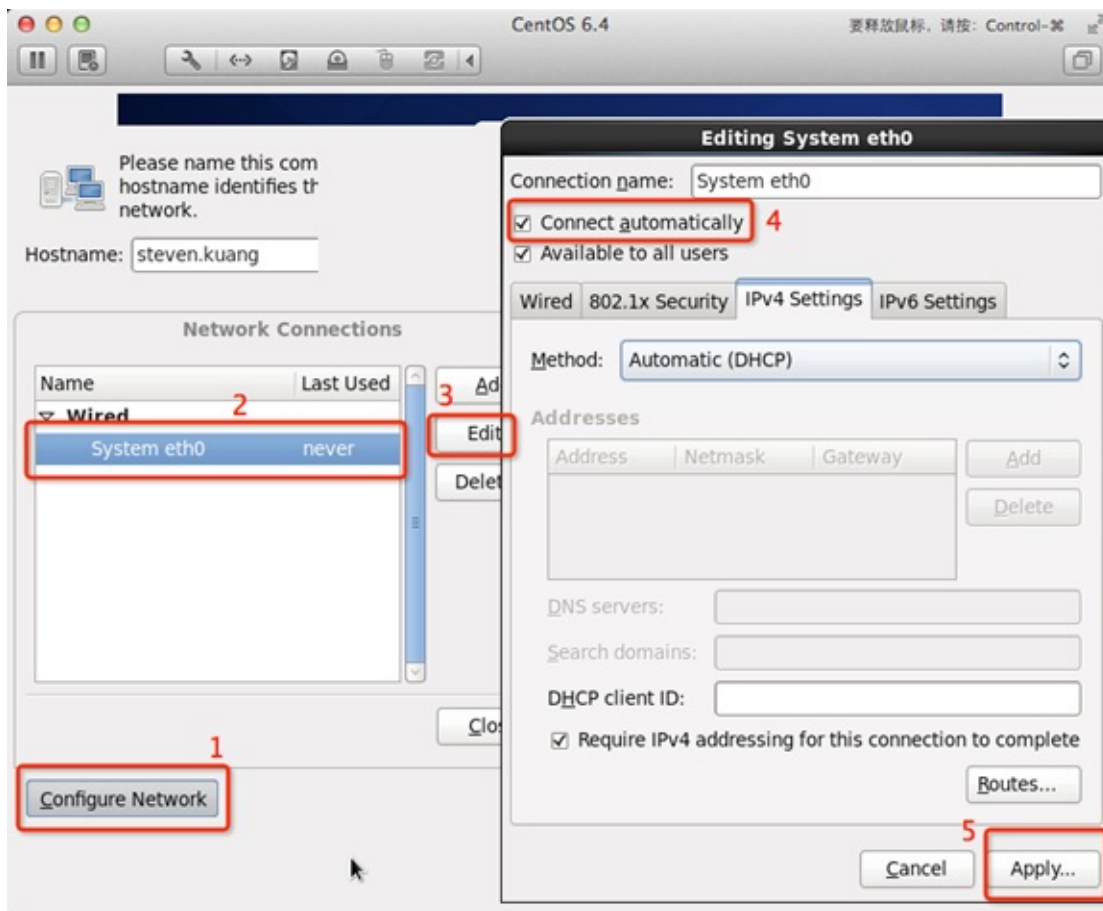 CentOS 6.4
要释放鼠标，请按：Control-⌘
Please name this com
hostname identifies th
network.
Hostname: steven.kuang
Network Connections
Name Last Used
Wired
2
System eth0 never
3
Ad
Edit
Delet
Clo
1
Configure Network
Editing System eth0
Connection name: System eth0
Connect automatically 4
Available to all users
Wired 802.1x Security IPv4 Settings IPv6 Settings
Method: Automatic (DHCP)
Addresses
Address Netmask Gateway Add
Delete
DNS servers:
Search domains:
DHCP client ID:
Require IPv4 addressing for this connection to complete
Routes...
5
Cancel Apply...